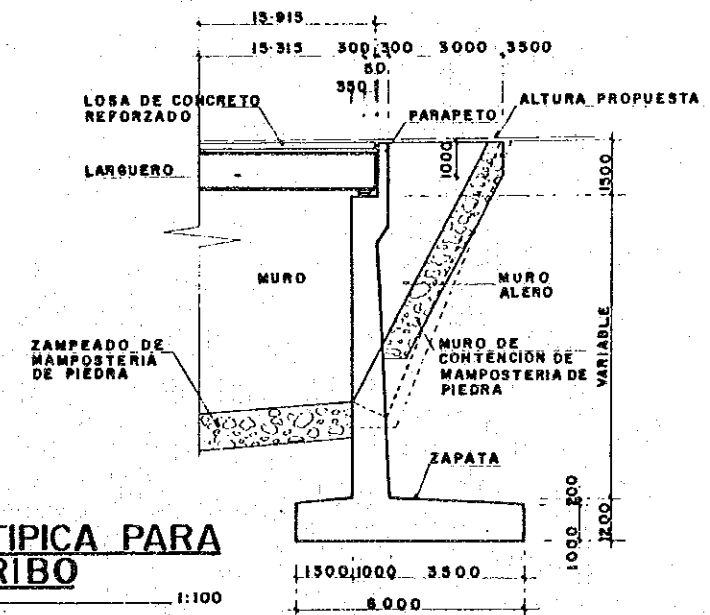 15.915
15.315 300 300 3000 3500
50
350
LOSA DE CONCRETO
REFORZADO
PARAPETO
ALTURA PROPUESTA
LARGUERO
1000
1500
MURO
MURO
ALERO
VARIABLE
ZAMPEADO DE
MAMPOSTERIA
DE PIEDRA
MURO DE
CONTENCION DE
MAMPOSTERIA DE
PIEDRA
ZAPATA
200
1000
1200
TIPICA PARA
RIBO
1:100
1500 1000 3500
6000